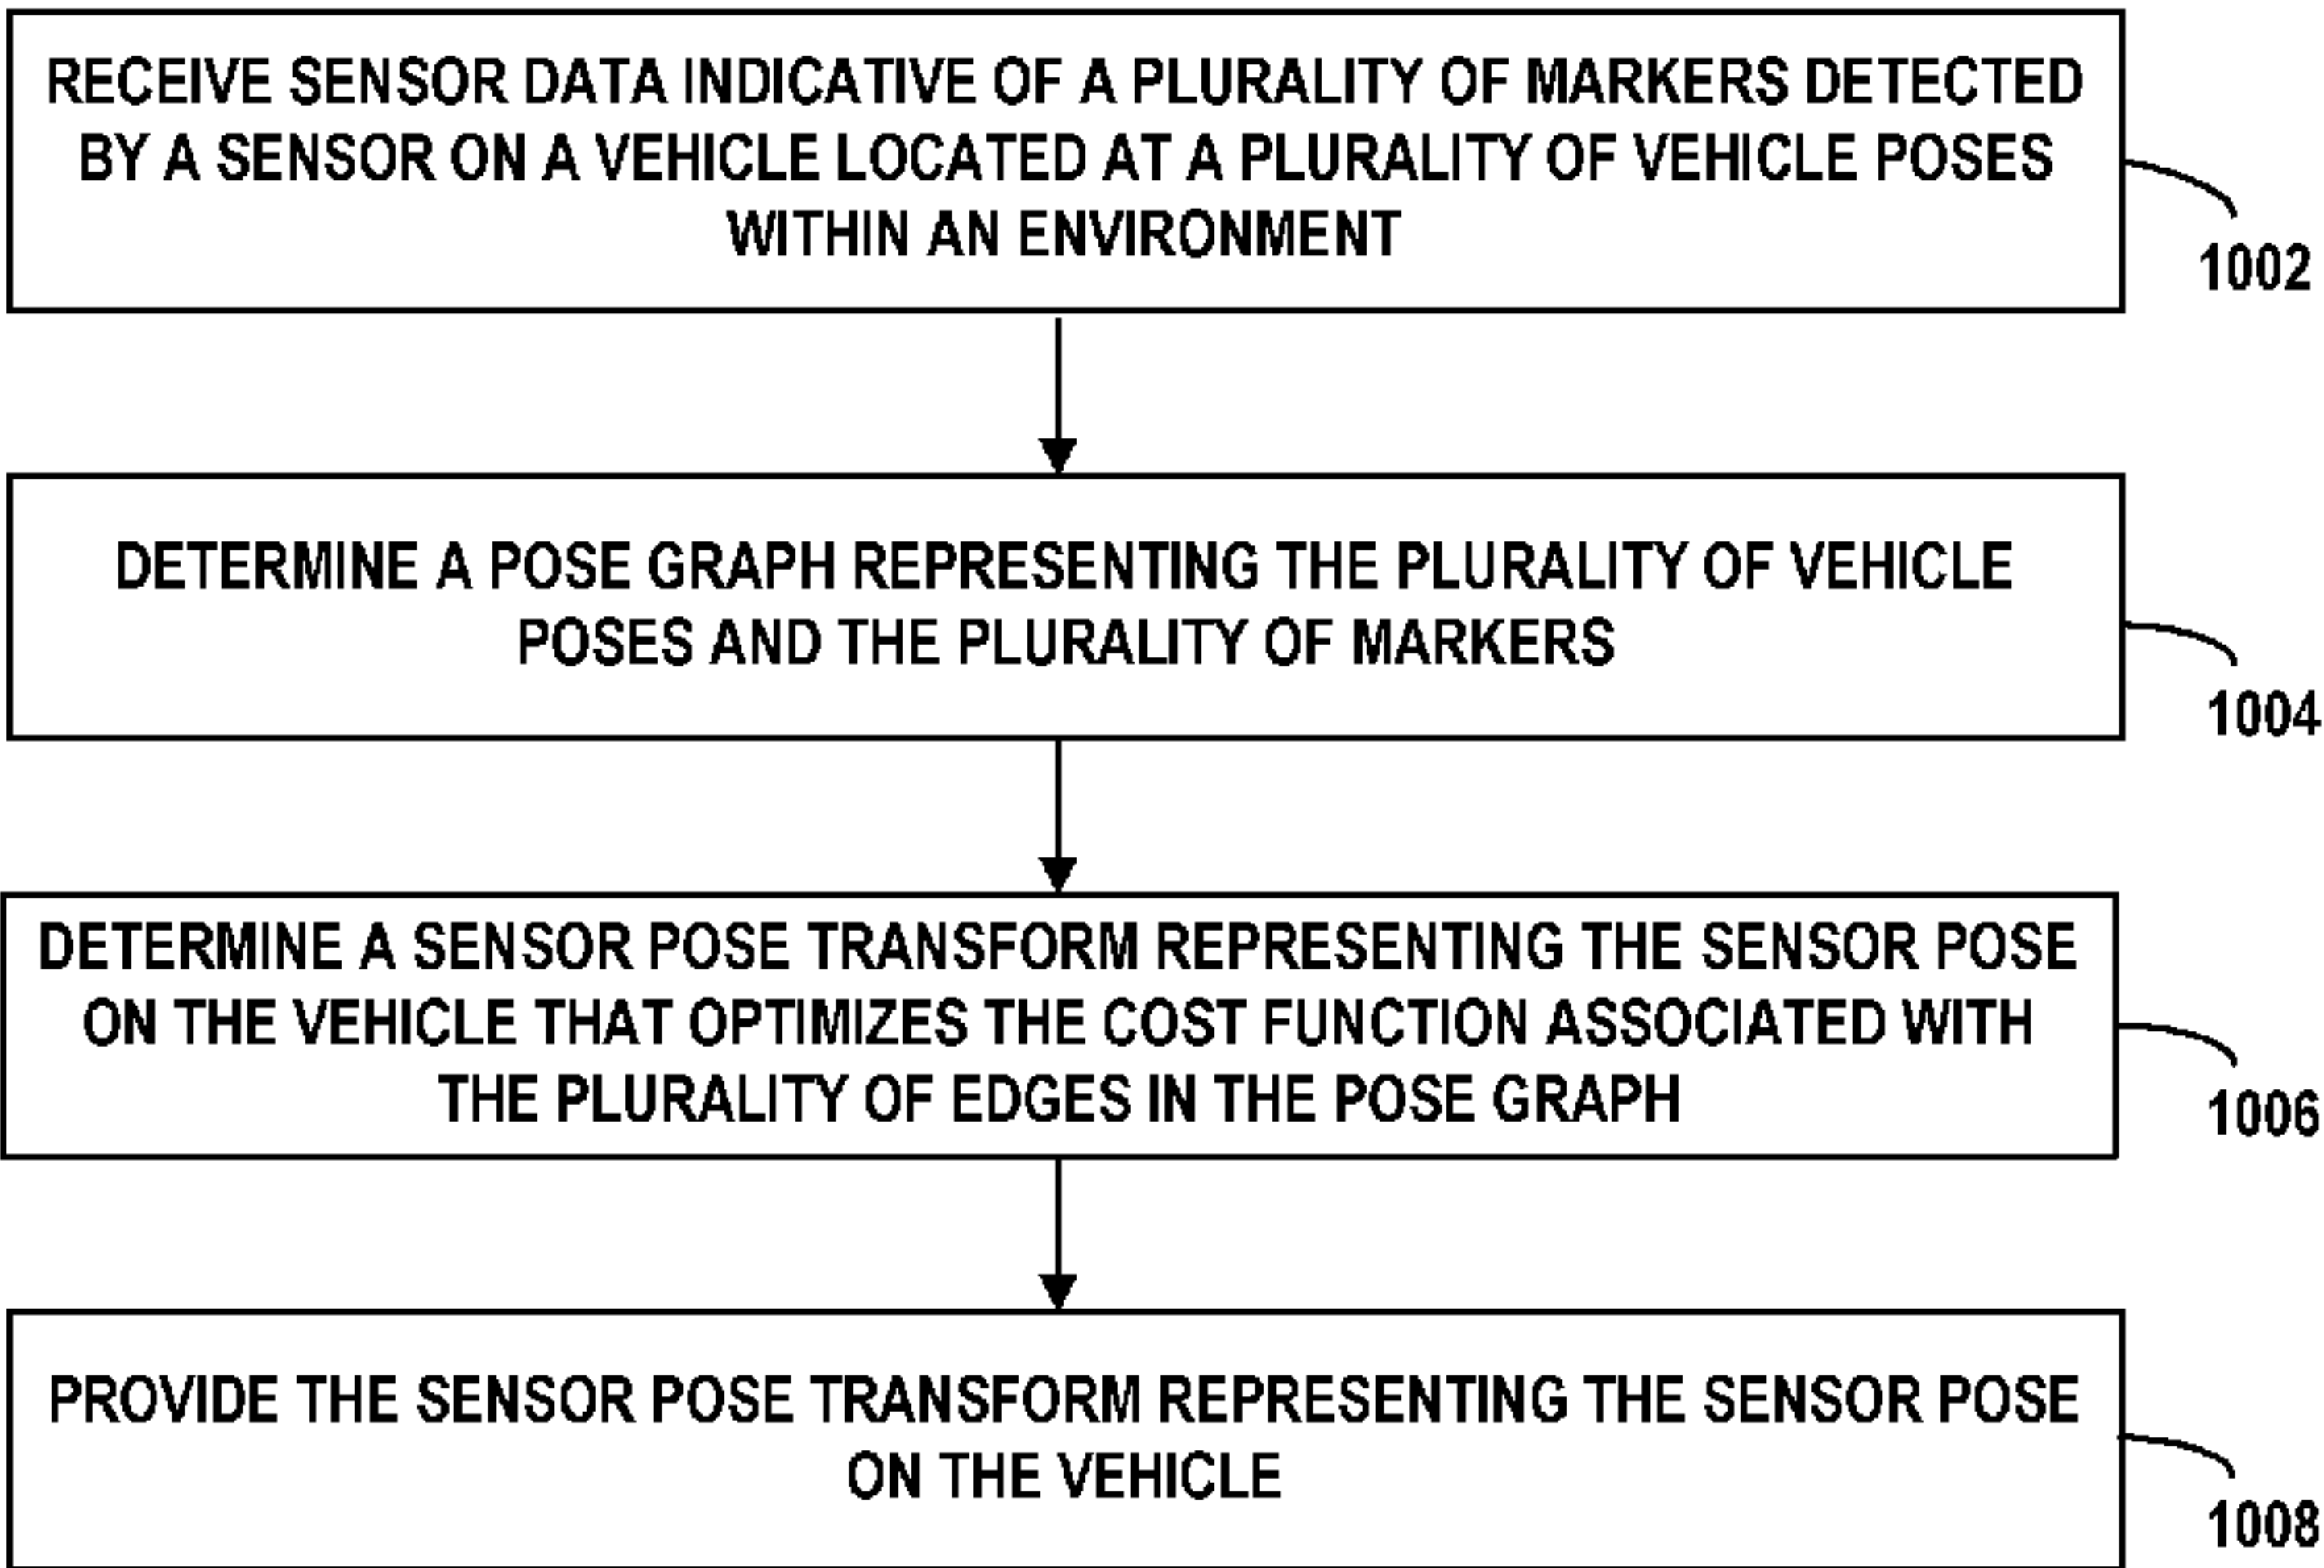 RECEIVE SENSOR DATA INDICATIVE OF A PLURALITY OF MARKERS DETECTED
BY A SENSOR ON A VEHICLE LOCATED AT A PLURALITY OF VEHICLE POSES
WITHIN AN ENVIRONMENT
1002
DETERMINE A POSE GRAPH REPRESENTING THE PLURALITY OF VEHICLE
POSES AND THE PLURALITY OF MARKERS
1004
DETERMINE A SENSOR POSE TRANSFORM REPRESENTING THE SENSOR POSE
ON THE VEHICLE THAT OPTIMIZES THE COST FUNCTION ASSOCIATED WITH
THE PLURALITY OF EDGES IN THE POSE GRAPH
1006
PROVIDE THE SENSOR POSE TRANSFORM REPRESENTING THE SENSOR POSE
ON THE VEHICLE
1008